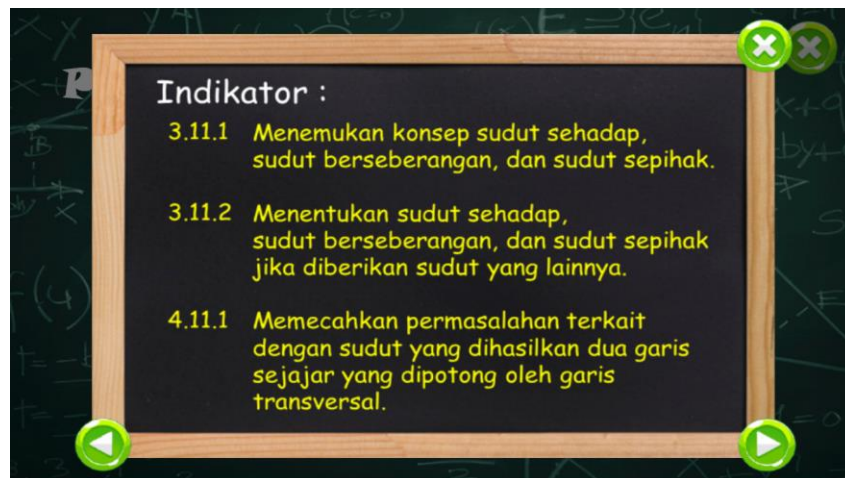 Indikator :
3.11.1 Menemukan konsep sudut sehadap,
sudut berseberangan, dan sudut sepihak.
3.11.2 Menentukan sudut sehadap,
sudut berseberangan, dan sudut sepihak
jika diberikan sudut yang lainnya.
4.11.1 Memecahkan permasalahan terkait
dengan sudut yang dihasilkan dua garis
sejajar yang dipotong oleh garis
transversal.